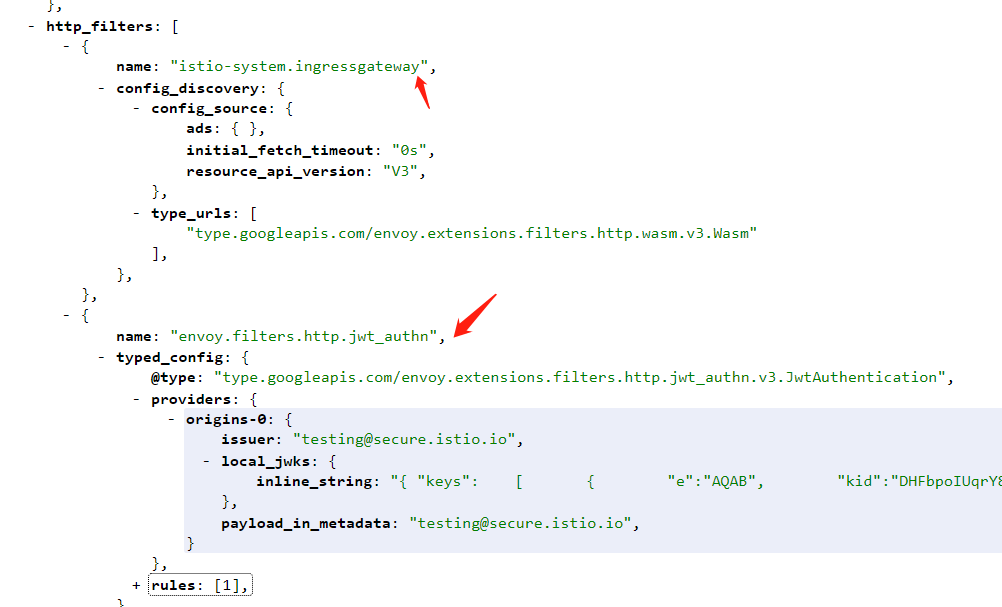 },
- http_filters: [
- {
name: "istio-system.ingressgateway",
- config_discovery: {
- config_source: {
ads: { },
initial_fetch_timeout: "0s",
resource_api_version: "V3",
},
- type_urls: [
"type.googleapis.com/envoy.extensions.filters.http.wasm.v3.Wasm"
],
},
},
- {
name: "envoy.filters.http.jwt_authn",
- typed_config: {
@type: "type.googleapis.com/envoy.extensions.filters.http.jwt_authn.v3.JwtAuthentication",
- providers: {
- origins-0: {
issuer: "testing@secure.istio.io",
- local_jwks: {
inline_string: "{ "keys": [ { "e":"AQAB", "kid":"DHFbpoIUqrY8
},
payload_in_metadata: "testing@secure.istio.io",
}
},
+ rules: [1],
}